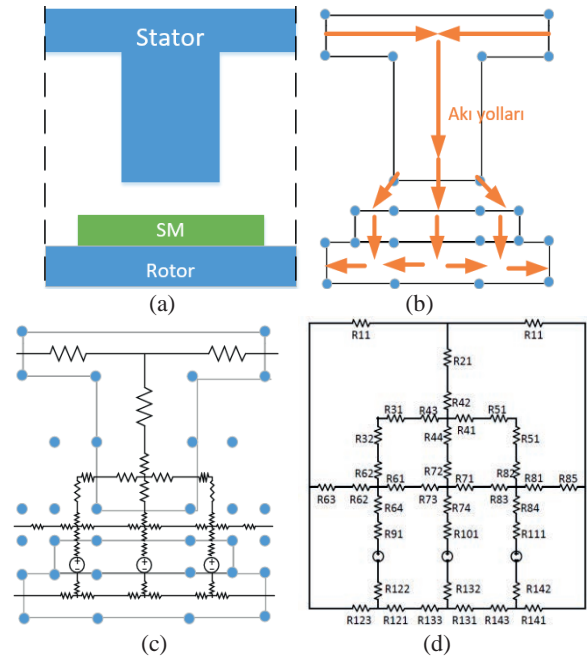 Stator
SM
Rotor
(a)
Akı yolları
(b)
(c)
R11 R11
R21
R42
R31 R43 R41 R51
R32 R44 R51
R62 R72 R82
R61 R71 R81 R85
R63 R62 R73 R83
R64 R74 R84
R91 R101 R111
R122 R132 R142
R123 R121 R133 R131 R143 R141
(d)